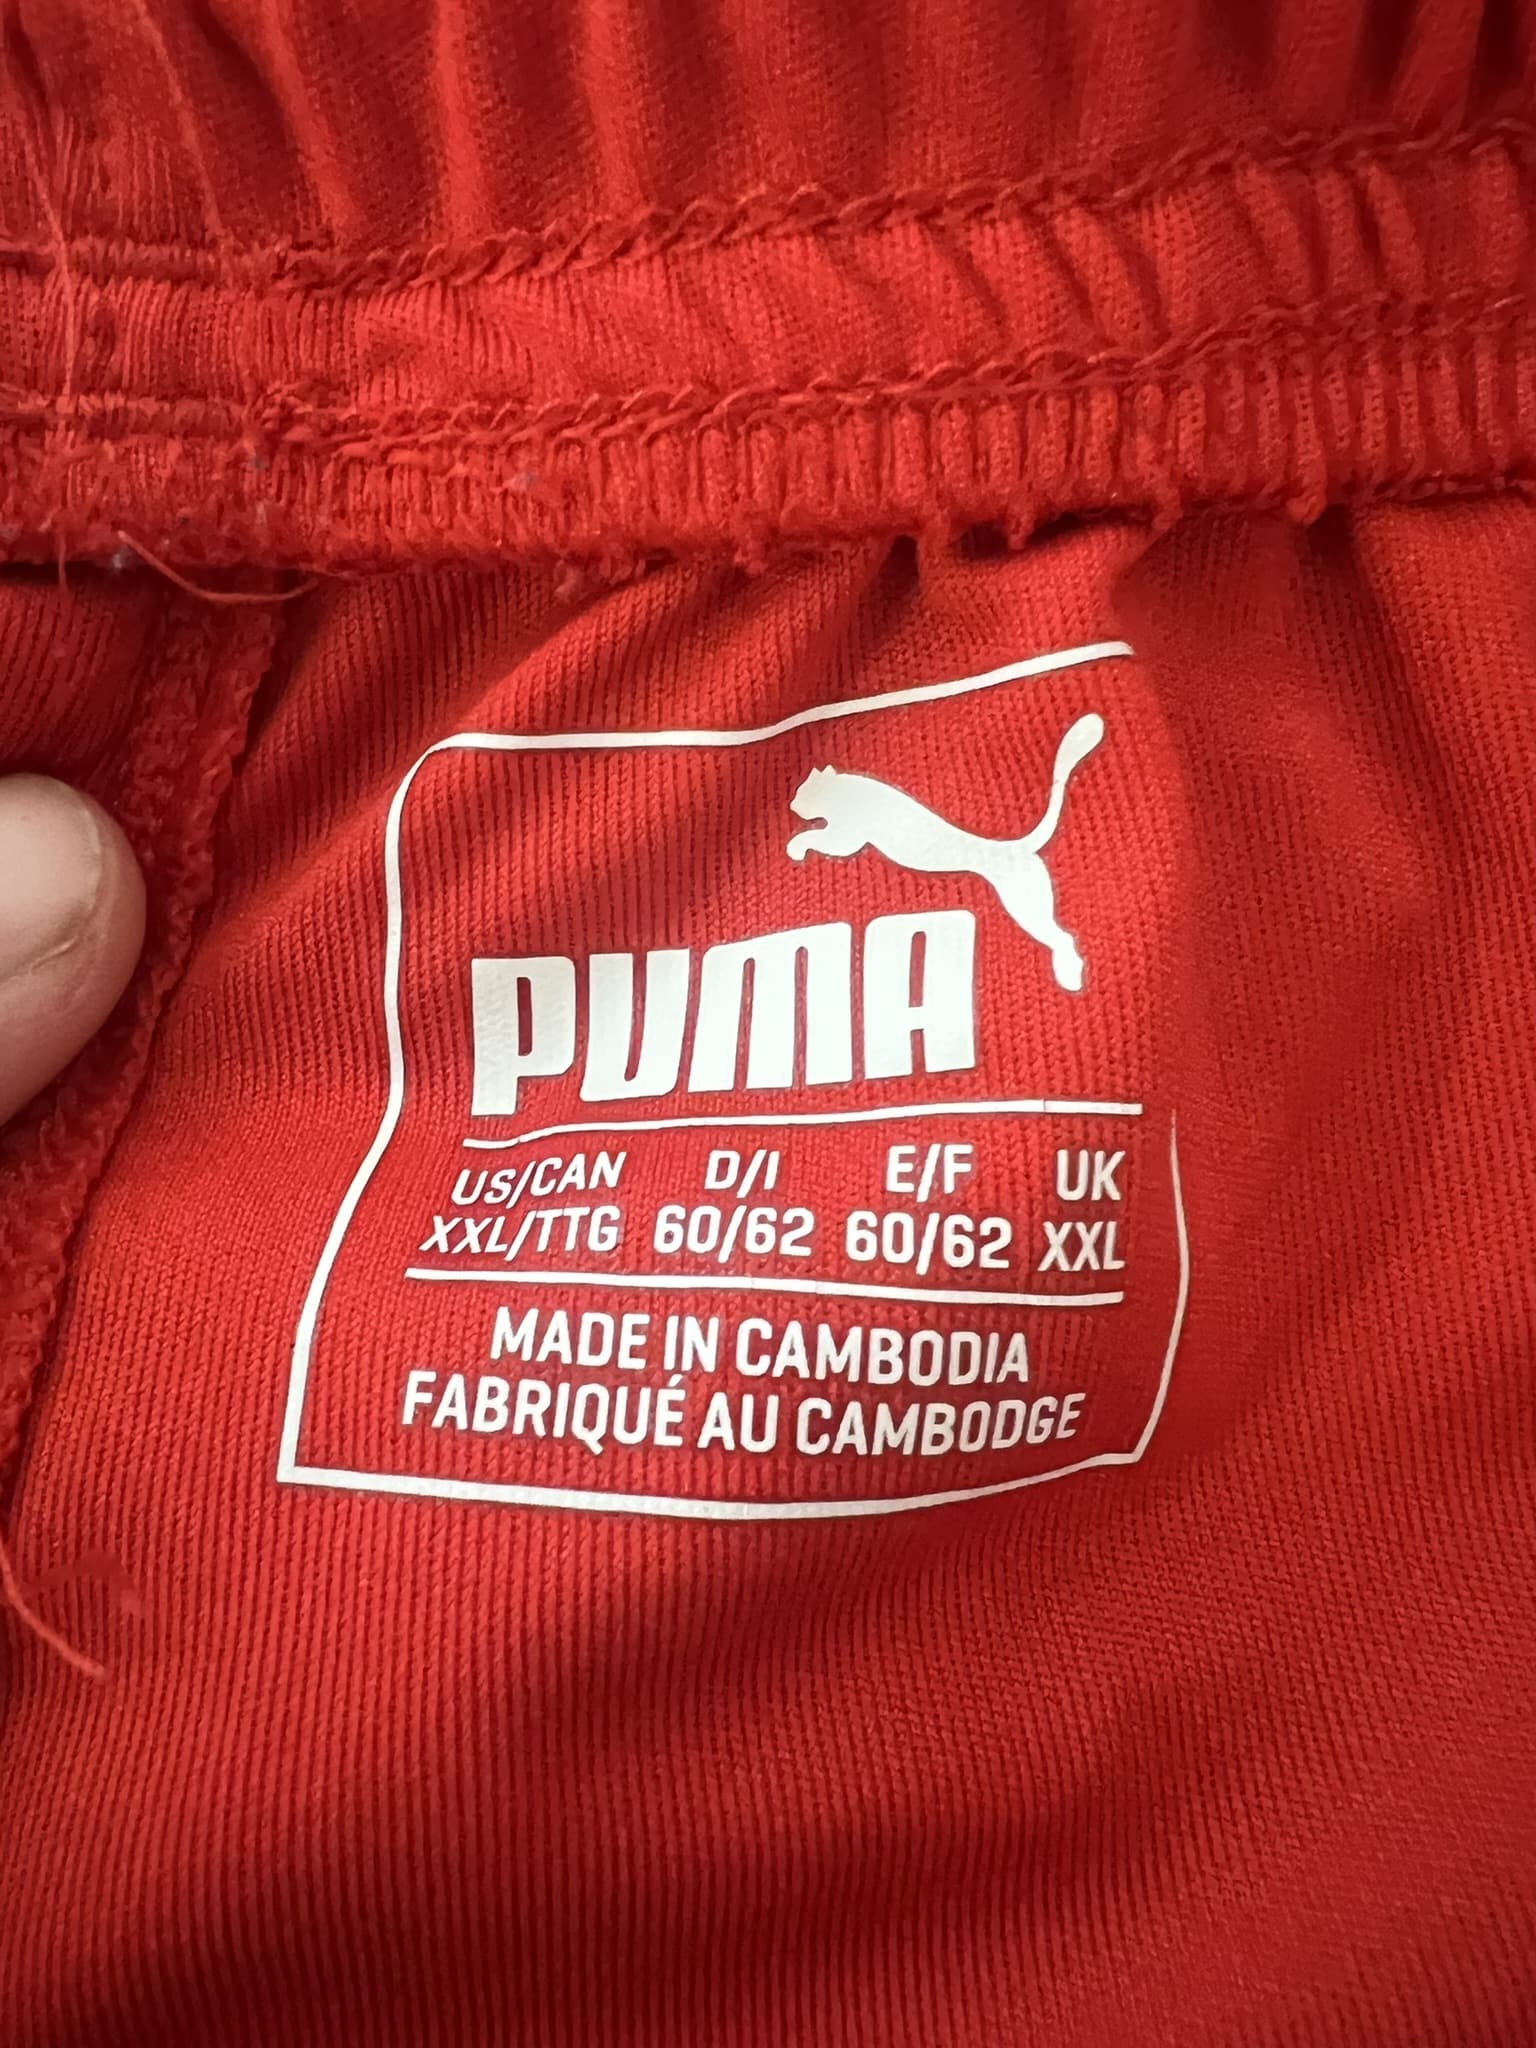 PUMA
US/CAN D/I E/F UK
XXL/TTG 60/62 60/62 XXL
MADE IN CAMBODIA
FABRIQUÉ AU CAMBODGE